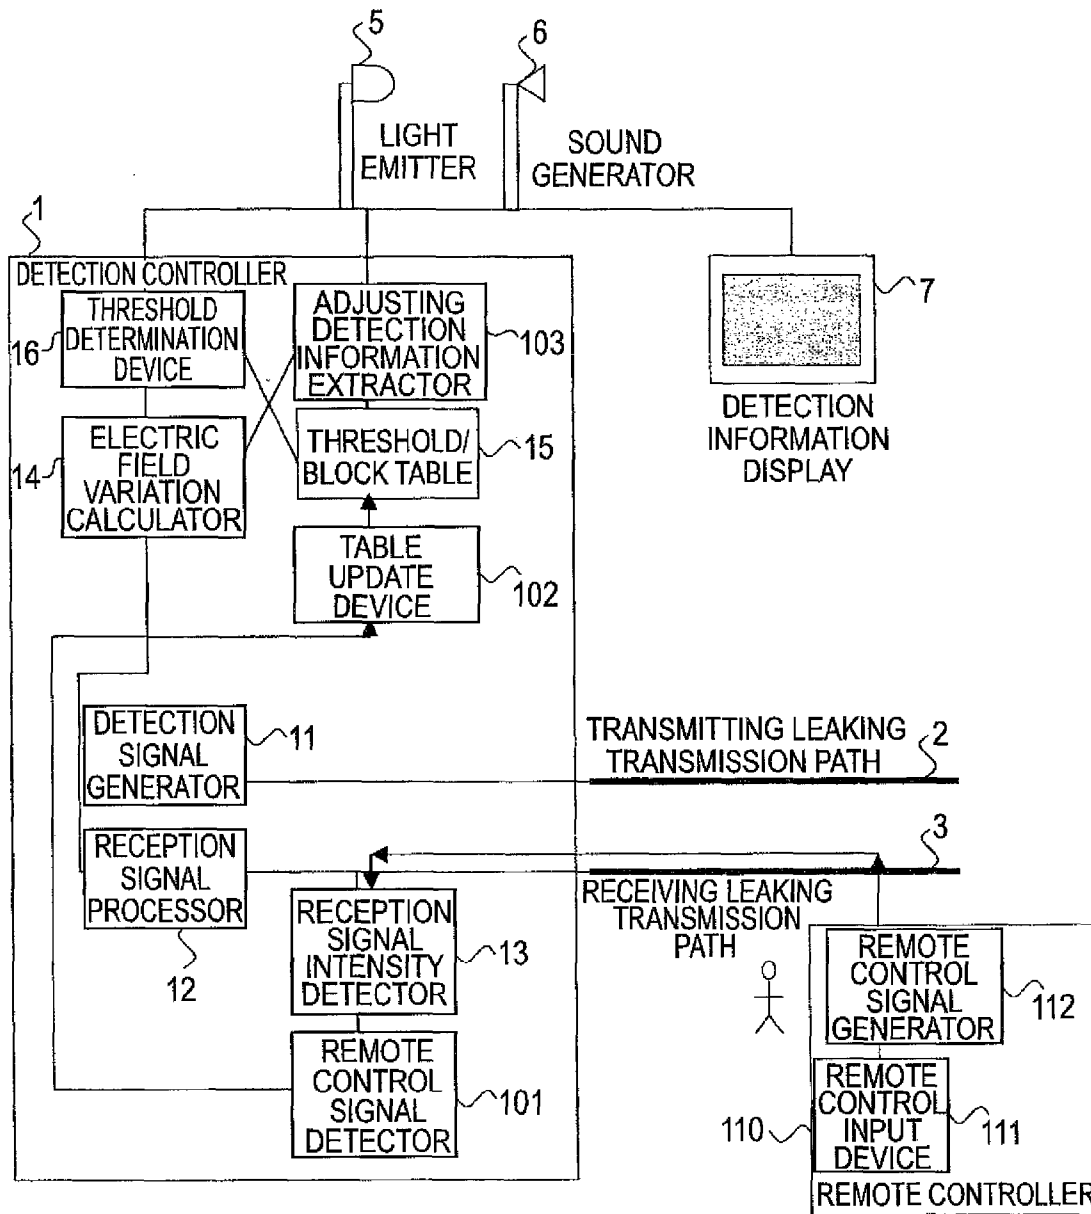 5
6
LIGHT
EMITTER
SOUND
GENERATOR
1
DETECTION CONTROLLER
THRESHOLD
DETERMINATION
DEVICE
16
ADJUSTING
DETECTION
INFORMATION
EXTRACTOR
103
7
DETECTION
INFORMATION
DISPLAY
ELECTRIC
FIELD
VARIATION
CALCULATOR
14
THRESHOLD/
BLOCK TABLE
15
TABLE
UPDATE
DEVICE
102
DETECTION
SIGNAL
GENERATOR
11
TRANSMITTING LEAKING
TRANSMISSION PATH
2
RECEPTION
SIGNAL
PROCESSOR
12
3
RECEIVING LEAKING
TRANSMISSION
PATH
RECEPTION
SIGNAL
INTENSITY
DETECTOR
13
REMOTE
CONTROL
SIGNAL
GENERATOR
112
REMOTE
CONTROL
SIGNAL
DETECTOR
101
REMOTE
CONTROL
INPUT
DEVICE
110
111
REMOTE CONTROLLER